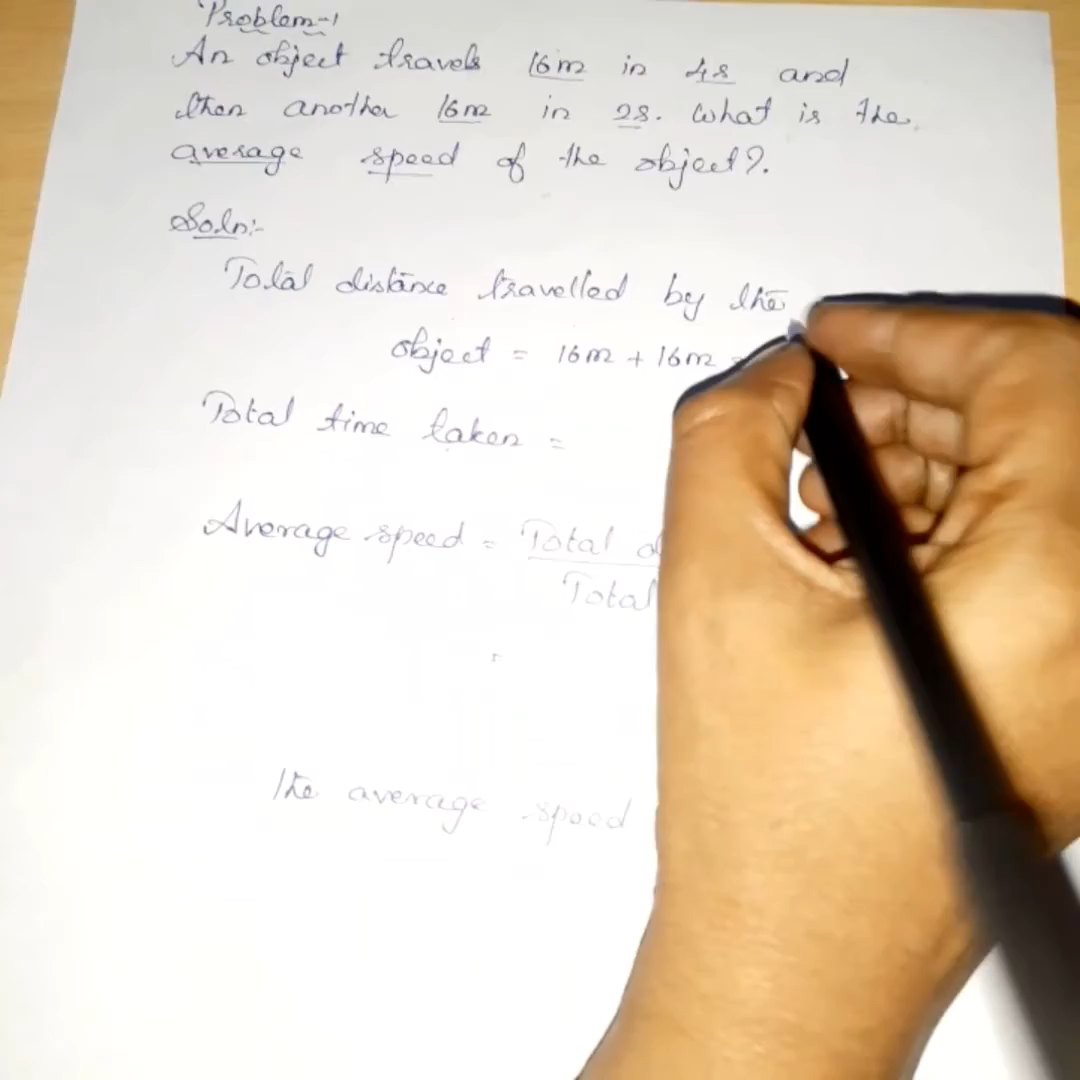 Problem-1
An object travels 16m in 4s and
then another 16m in 2s. What is the
average speed of the object?.
Soln:-
Total distance travelled by the
object = 16m + 16m =
Total time taken =
Average speed = Total d
Total
=
The average speed